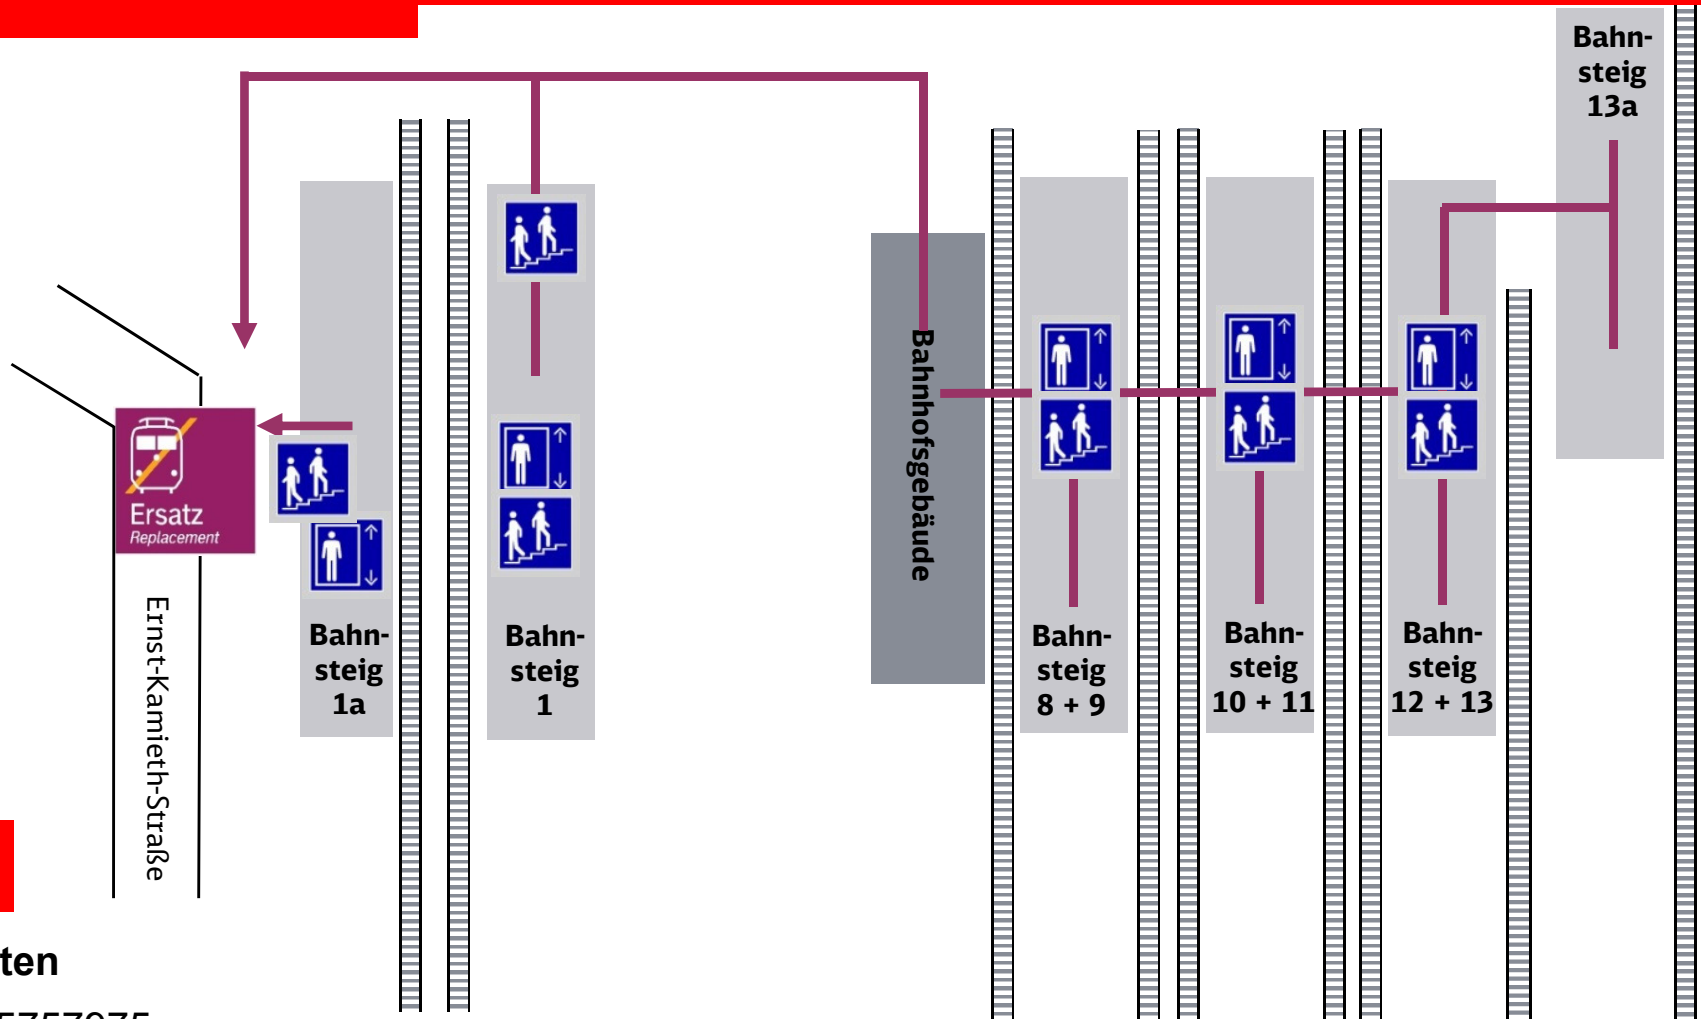 Bahn-
steig
13a
Bahnhofsgebäude
Ersatz
Replacement
Ernst-Kamieth-Straße
Bahn-
steig
1a
Bahn-
steig
1
Bahn-
steig
8 + 9
Bahn-
steig
10 + 11
Bahn-
steig
12 + 13
ten